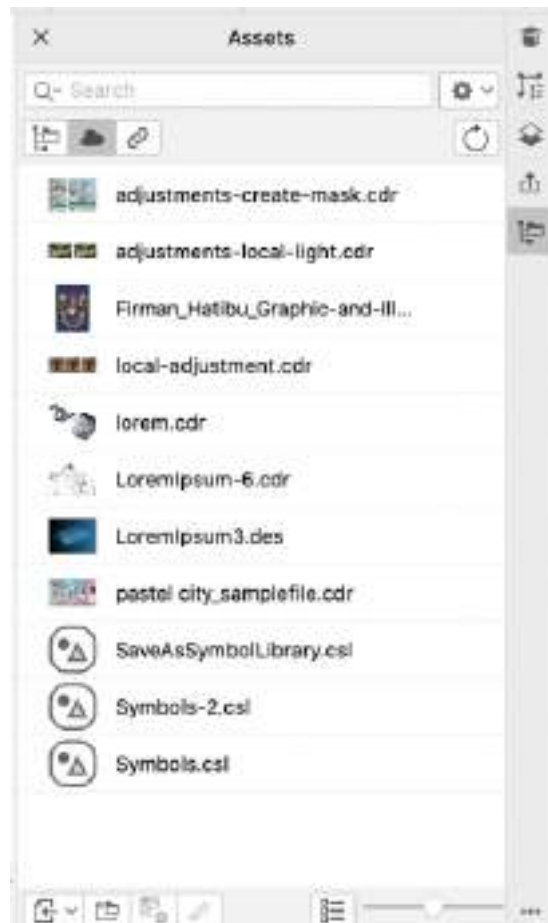 Assets
Search
adjustments-create-mask.cdr
adjustments-local-light.cdr
Firman_Hatibu_Graphic-and-ill...
local-adjustment.cdr
lorem.cdr
LoremIpsum-6.cdr
LoremIpsum3.des
pastel city_samplefile.cdr
SaveAsSymbolLibrary.csl
Symbols-2.csl
Symbols.csl